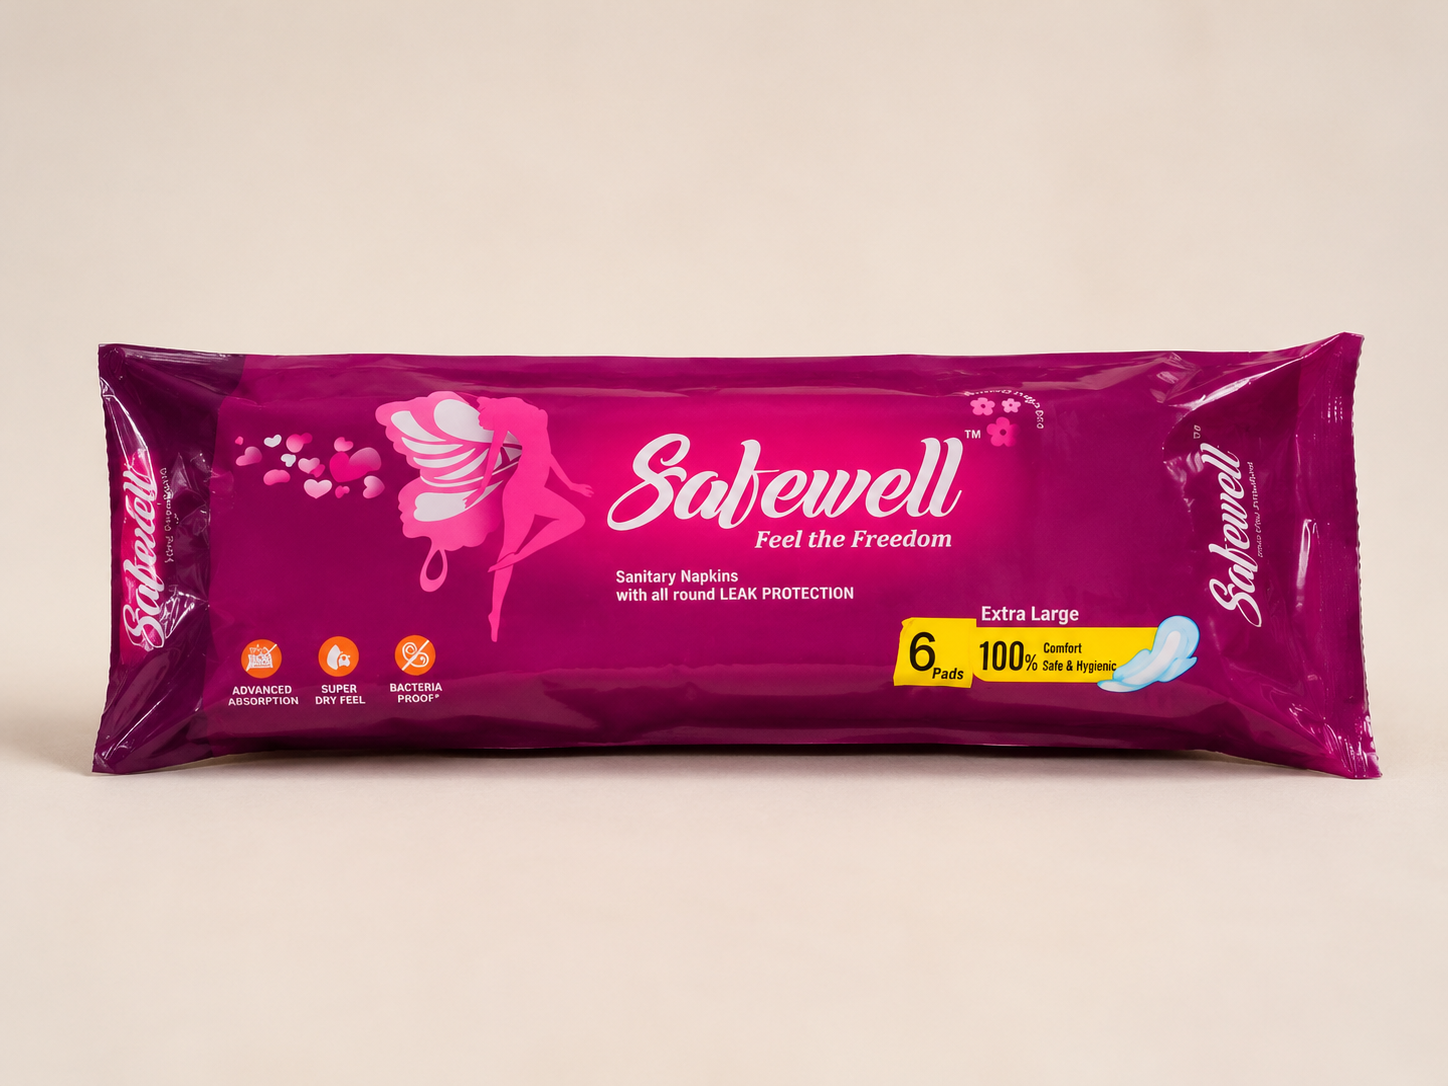 Safewell
Safewell TM
Feel the Freedom
Sanitary Napkins
with all round LEAK PROTECTION
Extra Large
6 Pads
100% Comfort
Safe & Hygienic
ADVANCED
ABSORPTION
SUPER
DRY FEEL
BACTERIA
PROOF*
Safewell